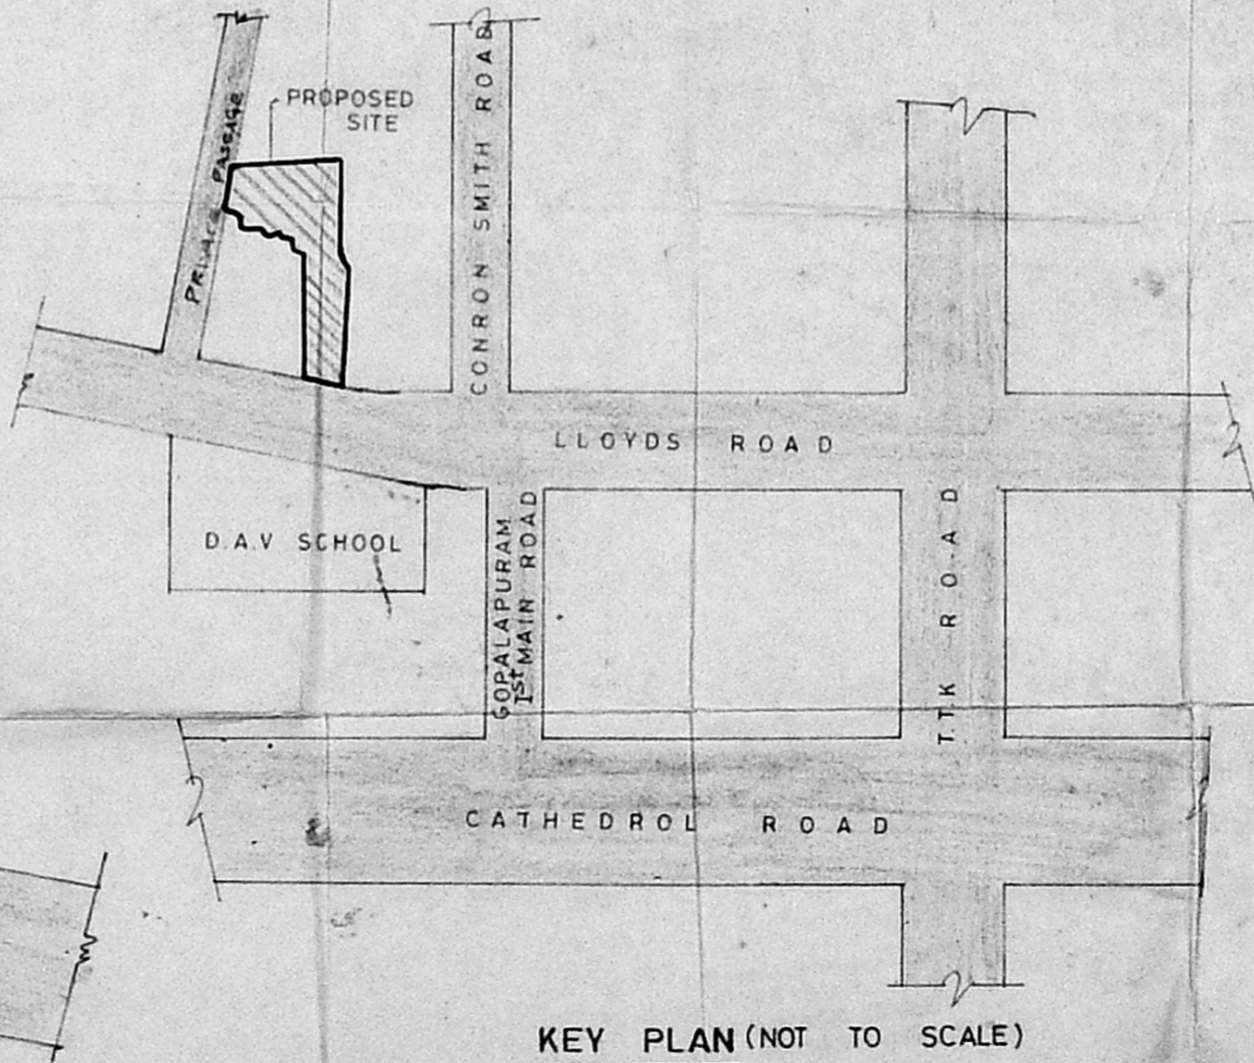 PROPOSED
SITE
PRIVATE PASSAGE
CONRON SMITH ROAD
LLOYDS ROAD
D.A.V SCHOOL
GOPALAPURAM
1st MAIN ROAD
T.T.K ROAD
CATHEDROL ROAD
KEY PLAN (NOT TO SCALE)